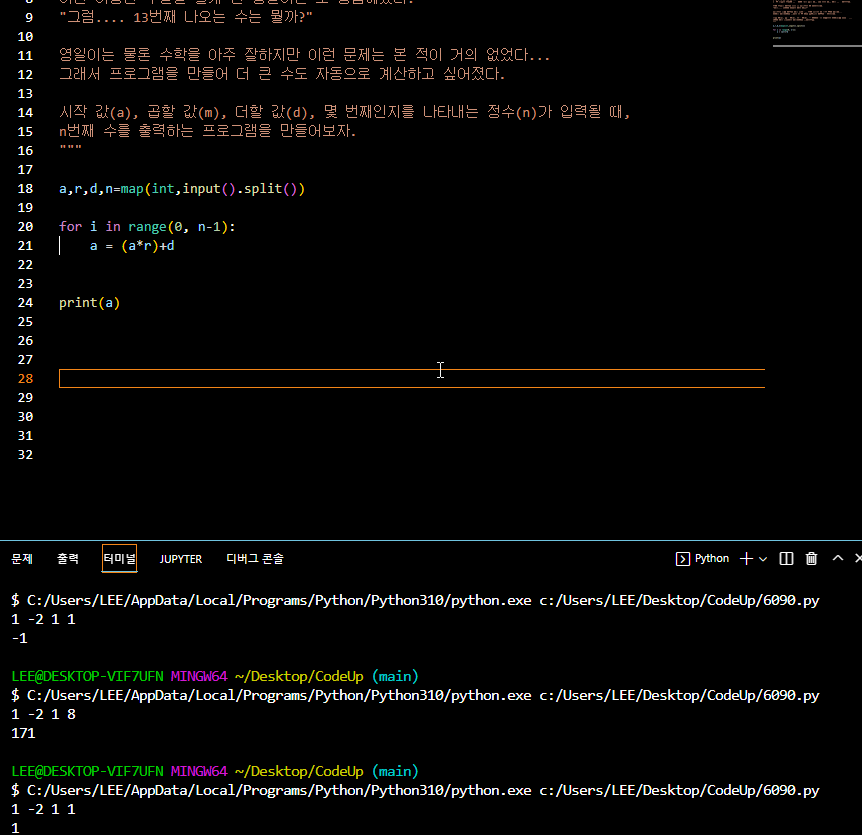 9 "그럼.... 13번째 나오는 수는 뭘까?"
10
11 영일이는 물론 수학을 아주 잘하지만 이런 문제는 본 적이 거의 없었다...
12 그래서 프로그램을 만들어 더 큰 수도 자동으로 계산하고 싶어졌다.
13
14 시작 값(a), 곱할 값(m), 더할 값(d), 몇 번째인지를 나타내는 정수(n)가 입력될 때,
15 n번째 수를 출력하는 프로그램을 만들어보자.
16 """
17
18 a,r,d,n=map(int,input().split())
19
20 for i in range(0, n-1):
21 a = (a*r)+d
22
23
24 print(a)
25
26
27
28
29
30
31
32
문제 출력 터미널 JUPYTER 디버그 콘솔 Python
$ C:/Users/LEE/AppData/Local/Programs/Python/Python310/python.exe c:/Users/LEE/Desktop/CodeUp/6090.py
1 -2 1 1
-1
LEE@DESKTOP-VIF7UFN MINGW64 ~/Desktop/CodeUp (main)
$ C:/Users/LEE/AppData/Local/Programs/Python/Python310/python.exe c:/Users/LEE/Desktop/CodeUp/6090.py
1 -2 1 8
171
LEE@DESKTOP-VIF7UFN MINGW64 ~/Desktop/CodeUp (main)
$ C:/Users/LEE/AppData/Local/Programs/Python/Python310/python.exe c:/Users/LEE/Desktop/CodeUp/6090.py
1 -2 1 1
1